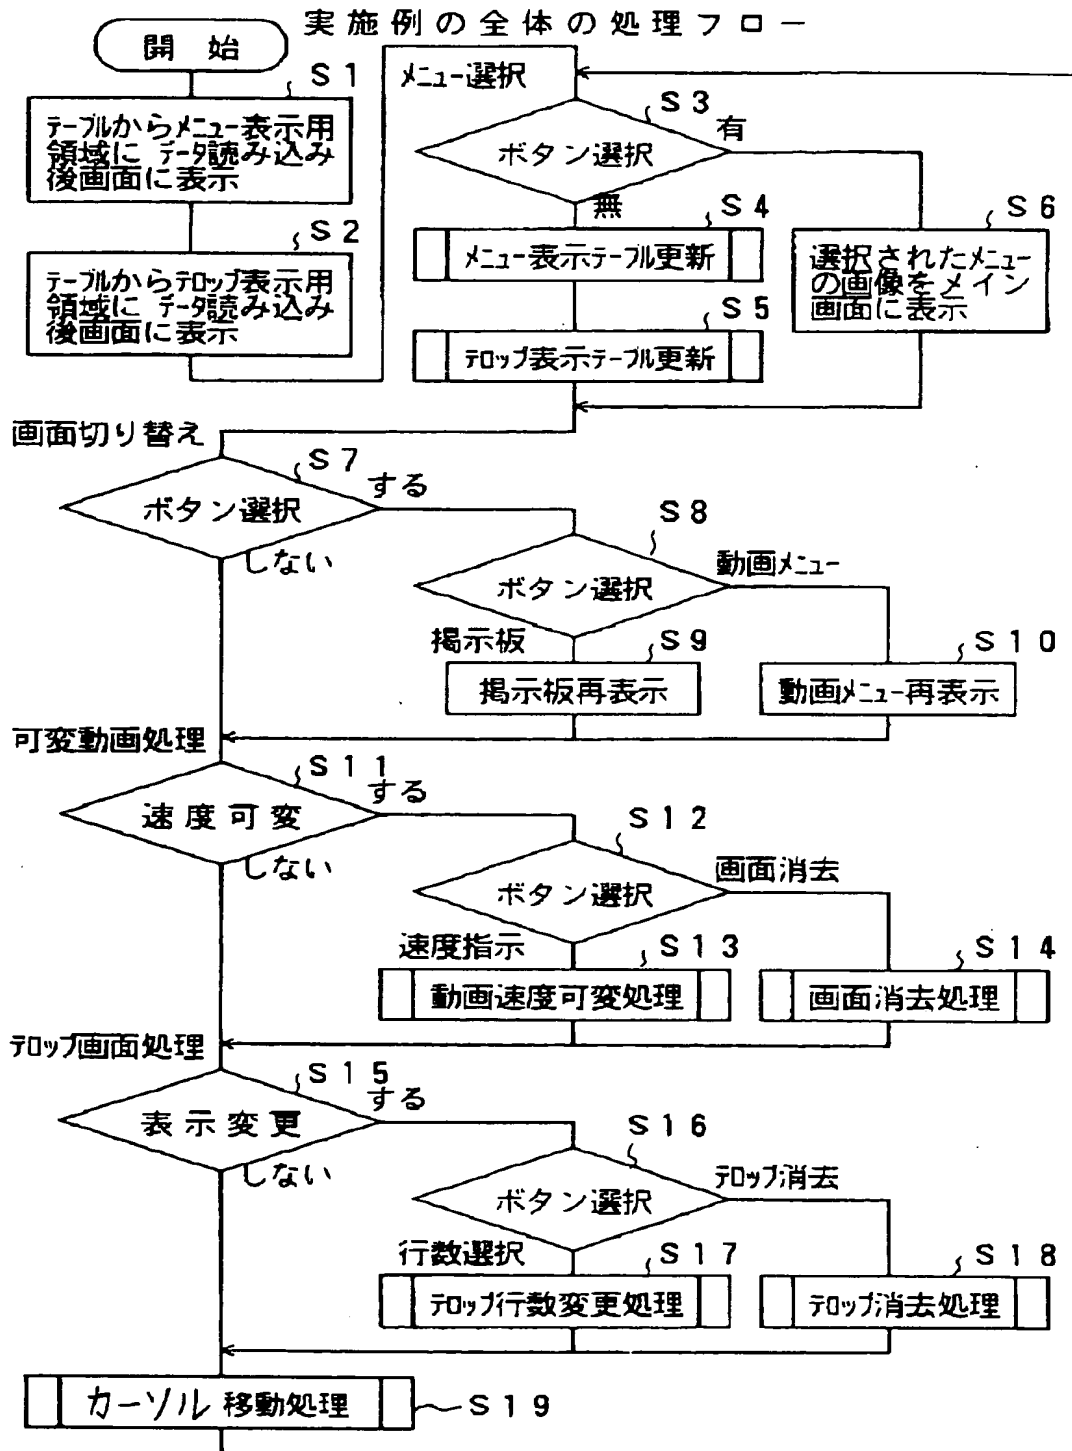 実施例の全体の処理フロー
開始
S1
テーブルからメニュー表示用
領域にデータ読み込み
後画面に表示
S2
テーブルからテロップ表示用
領域にデータ読み込み
後画面に表示
メニュー選択
S3
ボタン選択
有
無
S4
メニュー表示テーブル更新
S5
テロップ表示テーブル更新
S6
選択されたメニュー
の画像をメイン
画面に表示
画面切り替え
S7
ボタン選択
する
しない
S8
ボタン選択
動画メニュー
掲示板
S9
掲示板再表示
S10
動画メニュー再表示
可変動画処理
S11
速度可変
する
しない
S12
ボタン選択
画面消去
速度指示
S13
動画速度可変処理
S14
画面消去処理
テロップ画面処理
S15
表示変更
する
しない
S16
ボタン選択
テロップ消去
行数選択
S17
テロップ行数変更処理
S18
テロップ消去処理
カーソル移動処理
S19